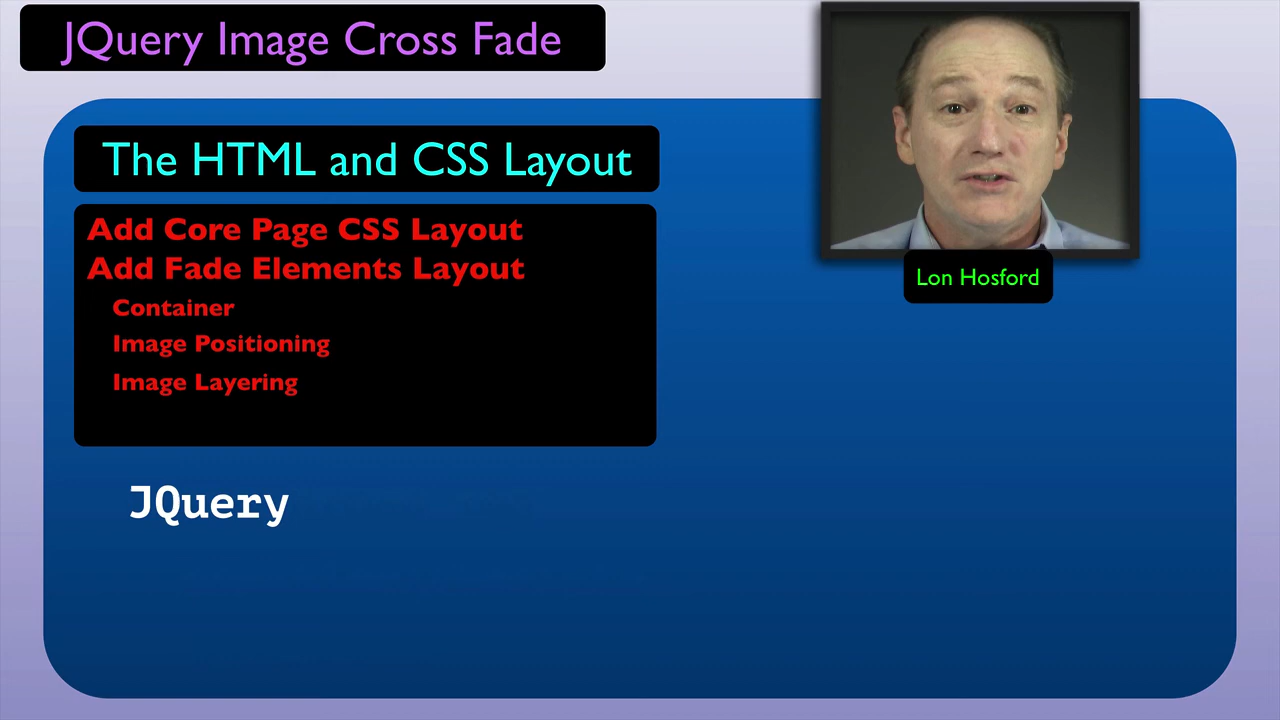 JQuery Image Cross Fade
The HTML and CSS Layout
Add Core Page CSS Layout
Add Fade Elements Layout
Container
Image Positioning
Image Layering
Lon Hosford
JQuery